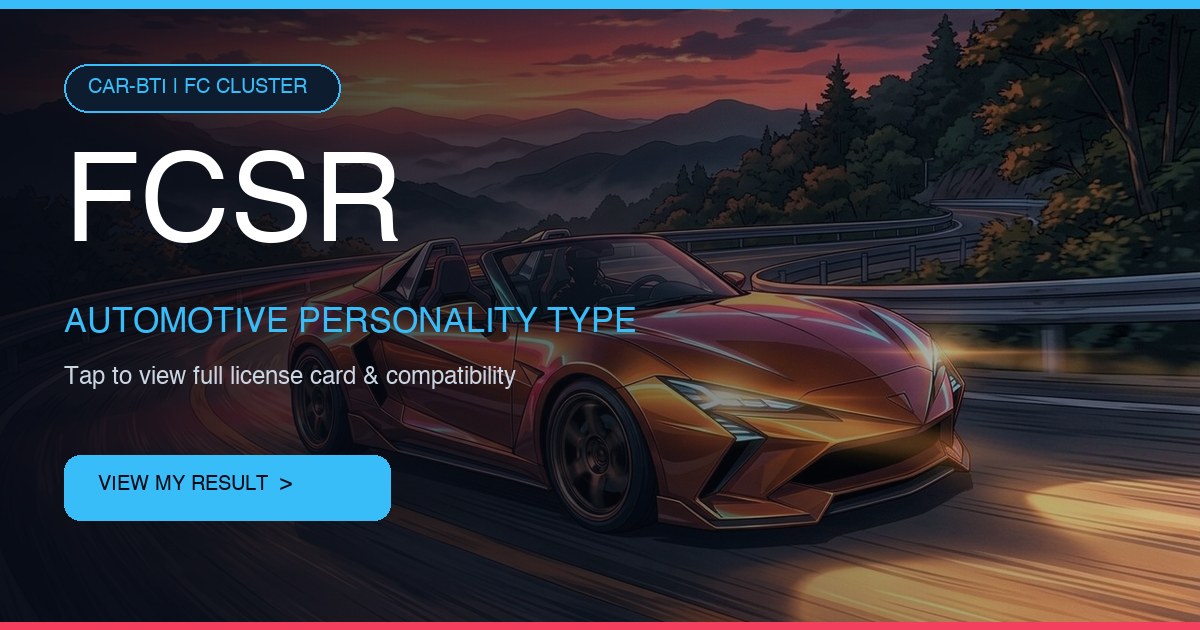 CAR-BTI | FC CLUSTER
FCSR
AUTOMOTIVE PERSONALITY TYPE
Tap to view full license card & compatibility
VIEW MY RESULT >